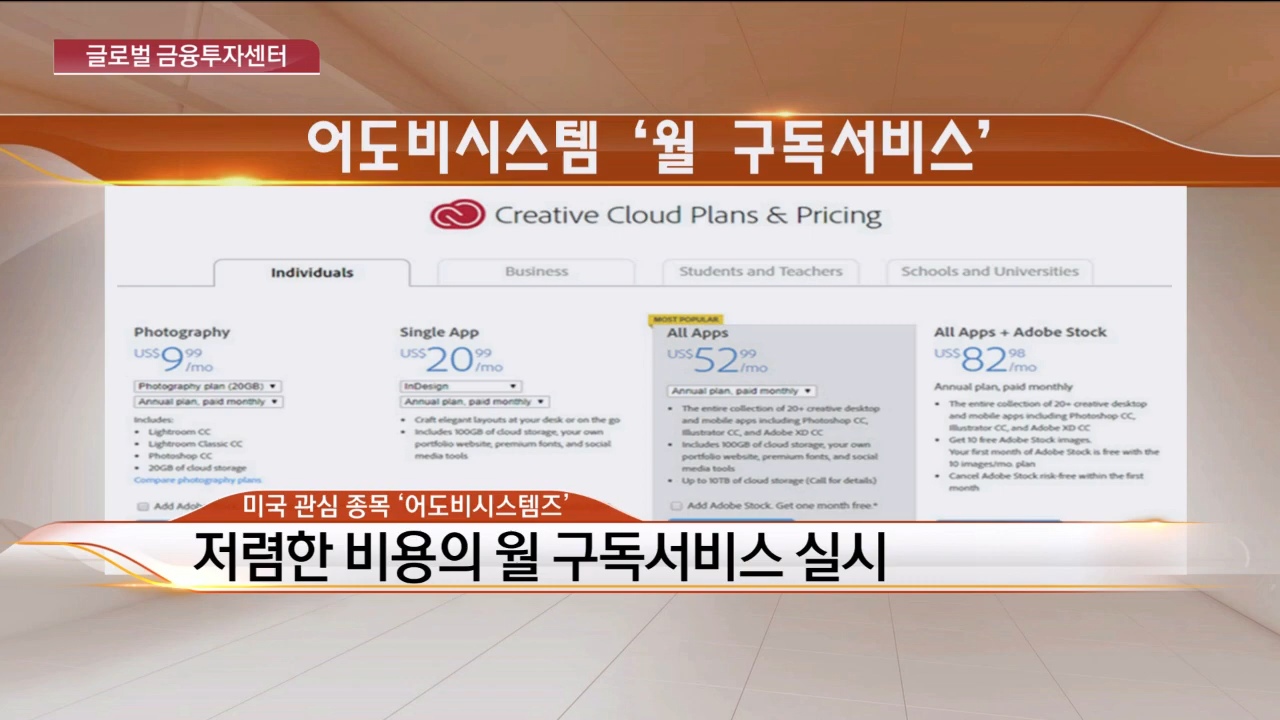 글로벌 금융투자센터
어도비시스템 ‘월 구독서비스’
Creative Cloud Plans & Pricing
Individuals
Business
Students and Teachers
Schools and Universities
Photography
US$9.99/mo
Photography plan (20GB) ▼
Annual plan, paid monthly ▼
Includes:
• Lightroom CC
• Lightroom Classic CC
• Photoshop CC
• 20GB of cloud storage
Compare photography plans
Add Adob
Single App
US$20.99/mo
InDesign ▼
Annual plan, paid monthly ▼
• Craft elegant layouts at your desk or on the go
• Includes 100GB of cloud storage, your own
portfolio website, premium fonts, and social
media tools
MOST POPULAR
All Apps
US$52.99/mo
Annual plan, paid monthly ▼
• The entire collection of 20+ creative desktop
and mobile apps including Photoshop CC,
Illustrator CC, and Adobe XD CC
• Includes 100GB of cloud storage, your own
portfolio website, premium fonts, and social
media tools
• Up to 10TB of cloud storage (Call for details)
Add Adobe Stock. Get one month free.*
All Apps + Adobe Stock
US$82.98/mo
Annual plan, paid monthly
• The entire collection of 20+ creative desktop
and mobile apps including Photoshop CC,
Illustrator CC, and Adobe XD CC
• Get 10 free Adobe Stock images.
Your first month of Adobe Stock is free with the
10 images/mo. plan
• Cancel Adobe Stock risk-free within the first
month
미국 관심 종목 ‘어도비시스템즈’
저렴한 비용의 월 구독서비스 실시